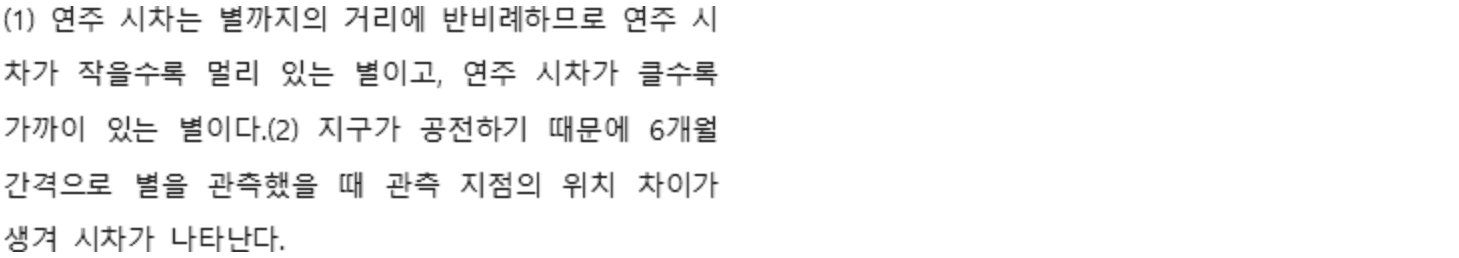 (1) 연주 시차는 별까지의 거리에 반비례하므로 연주 시
차가 작을수록 멀리 있는 별이고, 연주 시차가 클수록
가까이 있는 별이다.(2) 지구가 공전하기 때문에 6개월
간격으로 별을 관측했을 때 관측 지점의 위치 차이가
생겨 시차가 나타난다.